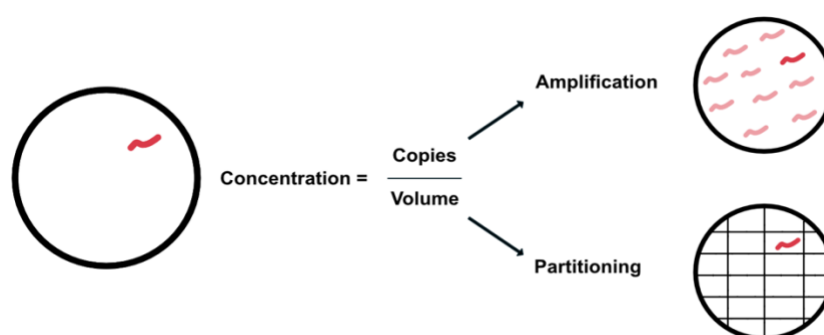 Amplification
Copies
Concentration =
Volume
Partitioning